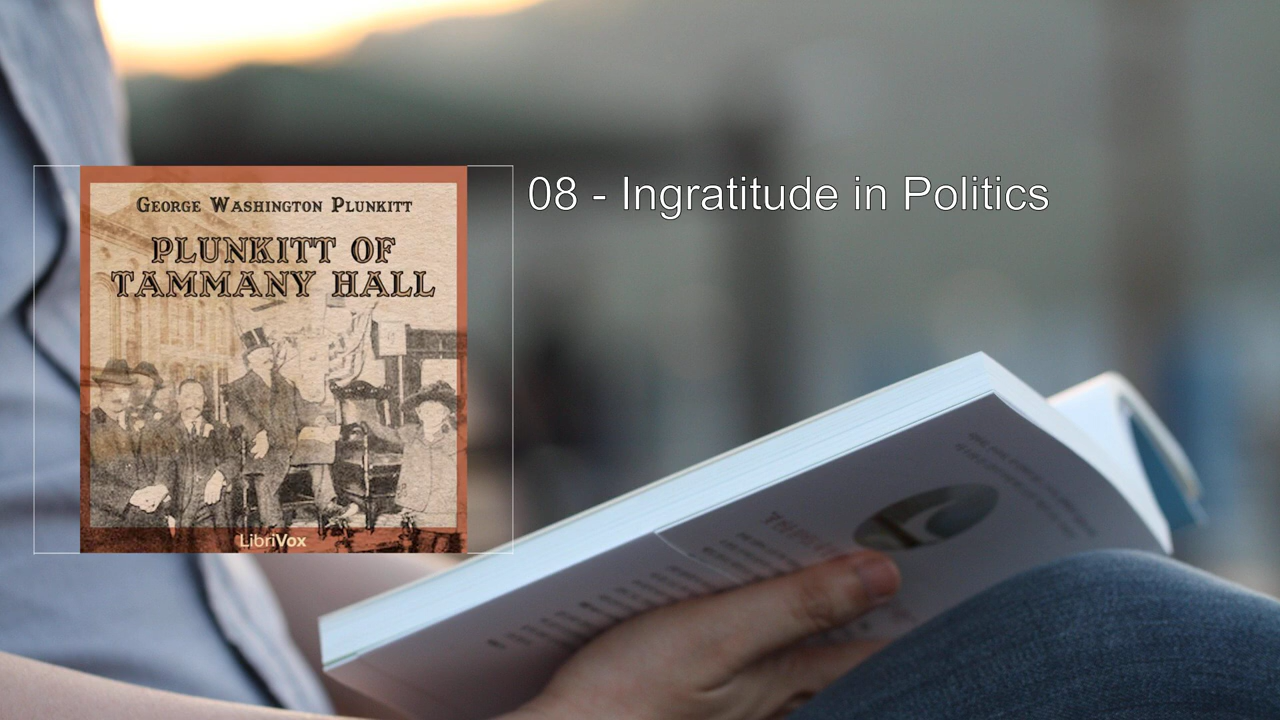 George Washington Plunkitt
PLUNKITT OF
TAMMANY HALL
LibriVox
08 - Ingratitude in Politics